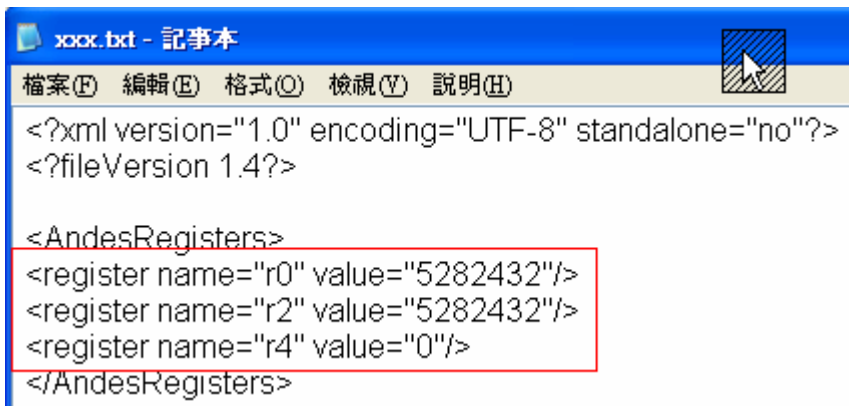 xxx.txt - 記事本
檔案(F) 編輯(E) 格式(O) 檢視(V) 說明(H)
<?xml version="1.0" encoding="UTF-8" standalone="no"?>
<?fileVersion 1.4?>
<AndesRegisters>
<register name="r0" value="5282432"/>
<register name="r2" value="5282432"/>
<register name="r4" value="0"/>
</AndesRegisters>